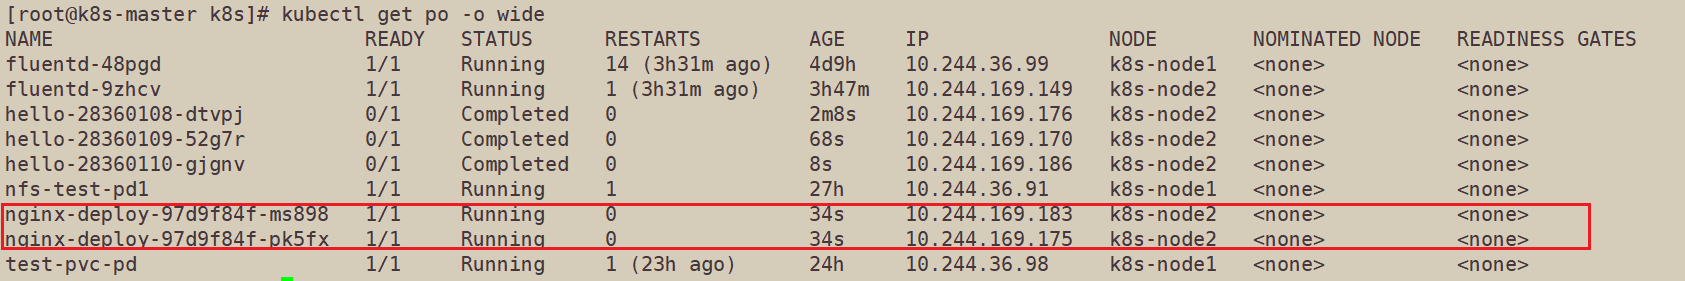 [root@k8s-master k8s]# kubectl get po -o wide
NAME                          READY   STATUS      RESTARTS         AGE     IP               NODE        NOMINATED NODE   READINESS GATES
fluentd-48pgd                 1/1     Running     14 (3h31m ago)   4d9h    10.244.36.99     k8s-node1   <none>           <none>
fluentd-9zhcv                 1/1     Running     1 (3h31m ago)    3h47m   10.244.169.149   k8s-node2   <none>           <none>
hello-28360108-dtvpj          0/1     Completed   0                2m8s    10.244.169.176   k8s-node2   <none>           <none>
hello-28360109-52g7r          0/1     Completed   0                68s     10.244.169.170   k8s-node2   <none>           <none>
hello-28360110-gjgnv          0/1     Completed   0                8s      10.244.169.186   k8s-node2   <none>           <none>
nfs-test-pd1                  1/1     Running     1                27h     10.244.36.91     k8s-node1   <none>           <none>
nginx-deploy-97d9f84f-ms898   1/1     Running     0                34s     10.244.169.183   k8s-node2   <none>           <none>
nginx-deploy-97d9f84f-pk5fx   1/1     Running     0                34s     10.244.169.175   k8s-node2   <none>           <none>
test-pvc-pd                   1/1     Running     1 (23h ago)      24h     10.244.36.98     k8s-node1   <none>           <none>